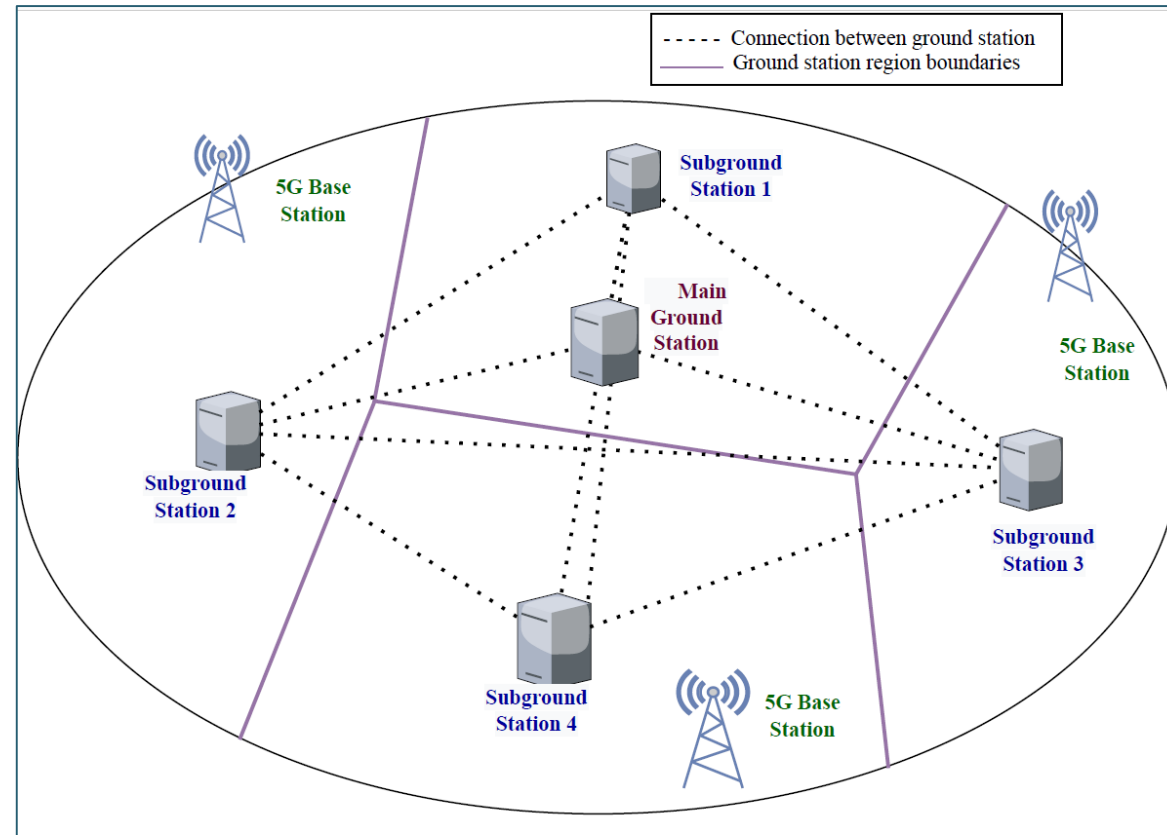 Connection between ground station
Ground station region boundaries
Subground
Station 1
5G Base
Station
Main
Ground
Station
5G Base
Station
Subground
Station 2
Subground
Station 3
Subground
Station 4
5G Base
Station